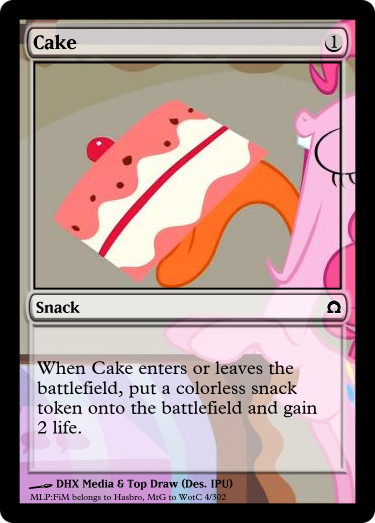 Cake 1
Snack Ω
When Cake enters or leaves the
battlefield, put a colorless snack
token onto the battlefield and gain
2 life.
DHX Media & Top Draw (Des. IPU)
MLP:FiM belongs to Hasbro, MtG to WotC 4/302